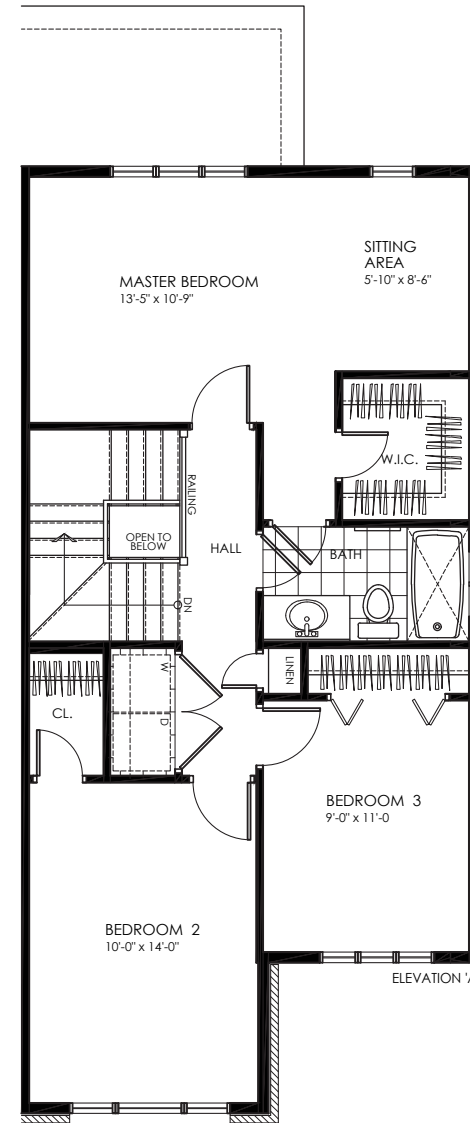 SITTING
AREA
5'-10" x 8'-6"
MASTER BEDROOM
13'-5" x 10'-9"
W.I.C.
RAILING
OPEN TO
BELOW
HALL
BATH
DN
W
D
LINEN
CL.
BEDROOM 3
9'-0" x 11'-0
BEDROOM 2
10'-0" x 14'-0"
ELEVATION 'A